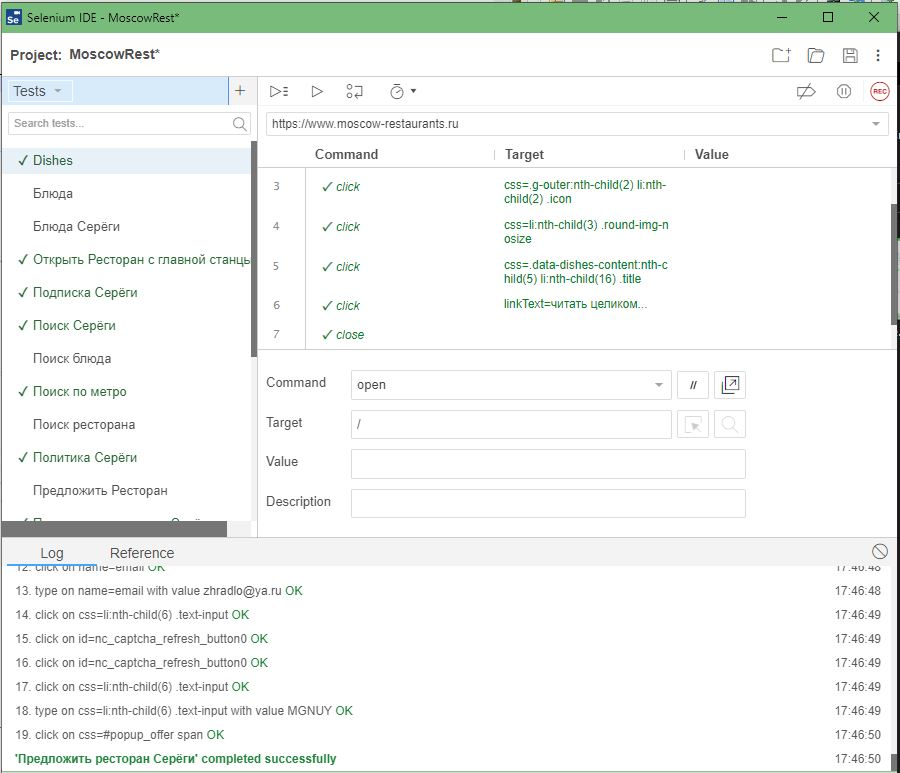 Se Selenium IDE - MoscowRest*
Project: MoscowRest*
Tests
REC
Search tests...
https://www.moscow-restaurants.ru
Command Target Value
✓ Dishes
Блюда
Блюда Серёги
✓ Открыть Ресторан с главной станцы
✓ Подписка Серёги
✓ Поиск Серёги
Поиск блюда
✓ Поиск по метро
Поиск ресторана
✓ Политика Серёги
Предложить Ресторан
3 ✓ click css=.g-outer:nth-child(2) li:nth-
child(2) .icon
4 ✓ click css=li:nth-child(3) .round-img-n
osize
5 ✓ click css=.data-dishes-content:nth-c
hild(5) li:nth-child(16) .title
6 ✓ click linkText=читать целиком...
7 ✓ close
Command open //
Target /
Value
Description
Log Reference
12. click on name=email OK 17:46:48
13. type on name=email with value zhradlo@ya.ru OK 17:46:48
14. click on css=li:nth-child(6) .text-input OK 17:46:49
15. click on id=nc_captcha_refresh_button0 OK 17:46:49
16. click on id=nc_captcha_refresh_button0 OK 17:46:49
17. click on css=li:nth-child(6) .text-input OK 17:46:49
18. type on css=li:nth-child(6) .text-input with value MGNUY OK 17:46:49
19. click on css=#popup_offer span OK 17:46:50
'Предложить ресторан Серёги' completed successfully 17:46:50